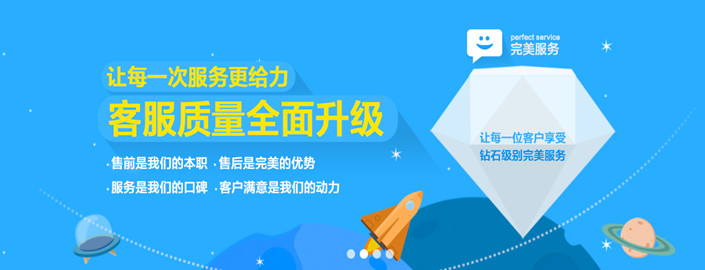 perfect service
完美服务
让每一次服务更给力
客服质量全面升级
·售前是我们的本职 ·售后是完美的优势
·服务是我们的口碑 ·客户满意是我们的动力
让每一位客户享受
钻石级别完美服务